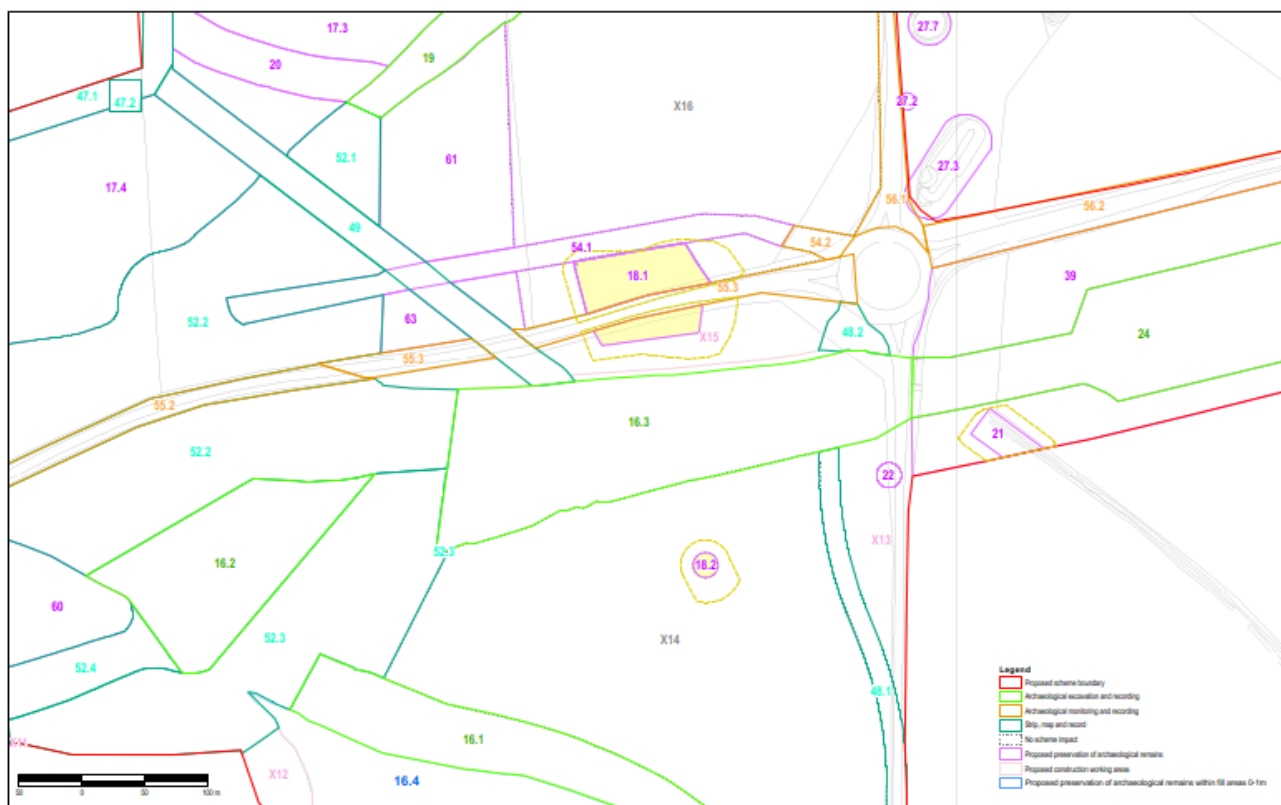 17.3
27.7
20
19
47.1
47.2
X16
27.2
52.1
61
27.3
17.4
56.1
56.2
49
54.1
54.2
18.1
39
55.3
52.2
63
48.2
24
X15
55.3
55.2
16.3
52.2
21
22
52.3
X13
16.2
18.2
60
52.3
X14
52.4
48.1
X11
16.1
X12
16.4
50 0 50 100 m
Legend
Proposed scheme boundary
Archaeological excavation and recording
Archaeological monitoring and recording
Strip, map and record
No scheme impact
Proposed preservation of archaeological remains
Proposed construction working areas
Proposed preservation of archaeological remains within fill areas 0-1m